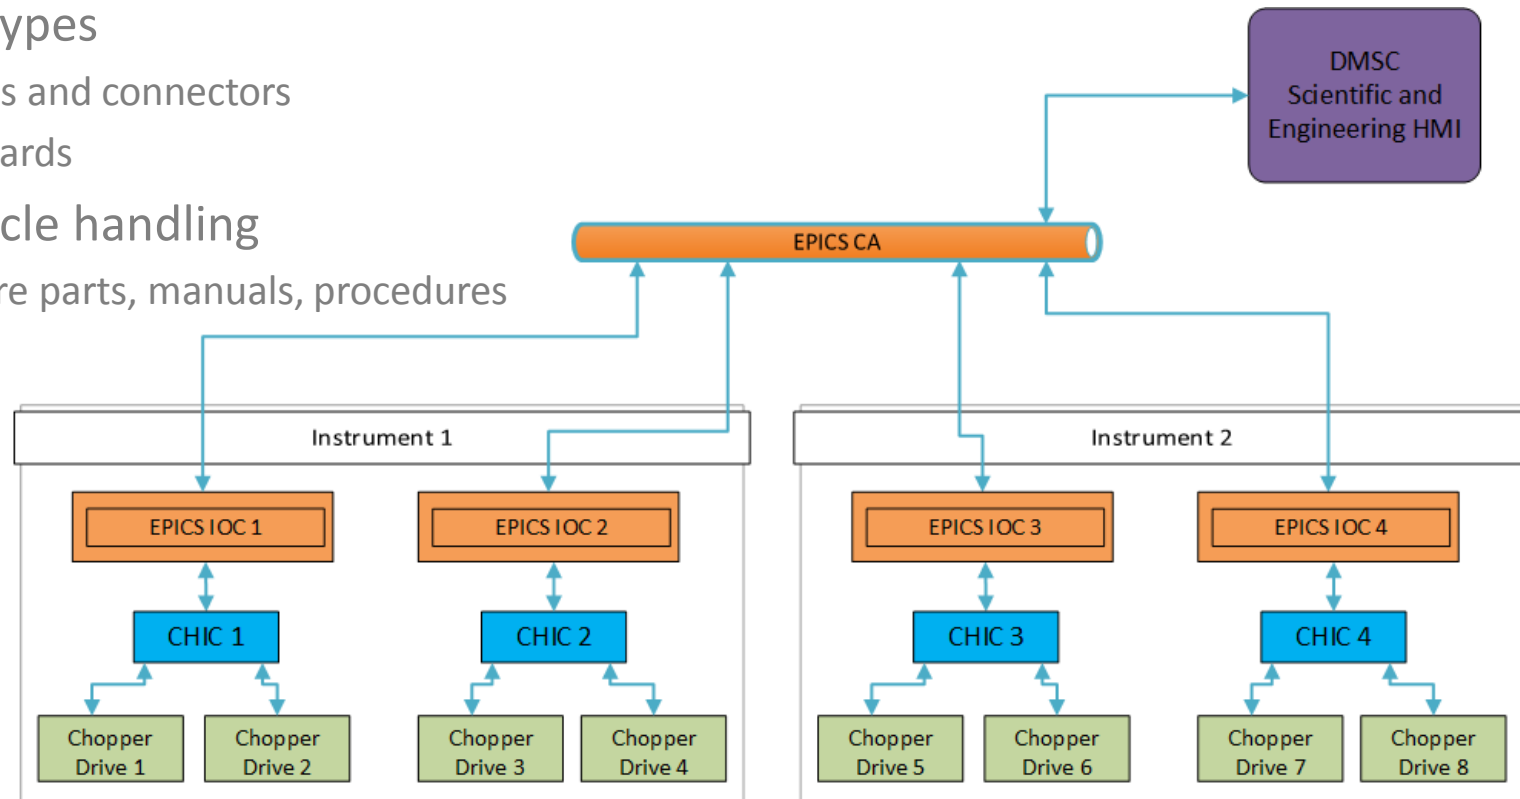 ypes
s and connectors
ards
cle handling
re parts, manuals, procedures
DMSC
Scientific and
Engineering HMI
EPICS CA
Instrument 1
Instrument 2
EPICS IOC 1
EPICS IOC 2
EPICS IOC 3
EPICS IOC 4
CHIC 1
CHIC 2
CHIC 3
CHIC 4
Chopper
Drive 1
Chopper
Drive 2
Chopper
Drive 3
Chopper
Drive 4
Chopper
Drive 5
Chopper
Drive 6
Chopper
Drive 7
Chopper
Drive 8